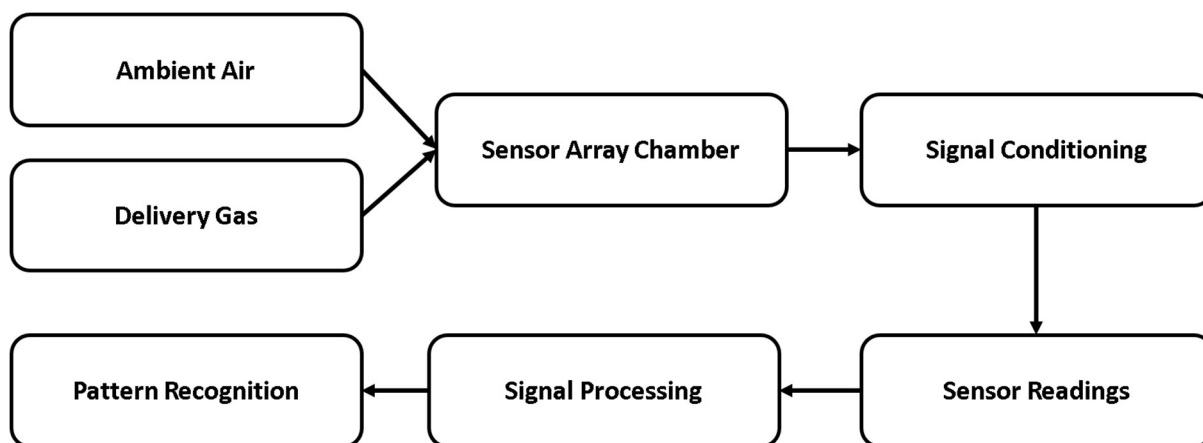 Ambient Air
Delivery Gas
Sensor Array Chamber
Signal Conditioning
Sensor Readings
Signal Processing
Pattern Recognition